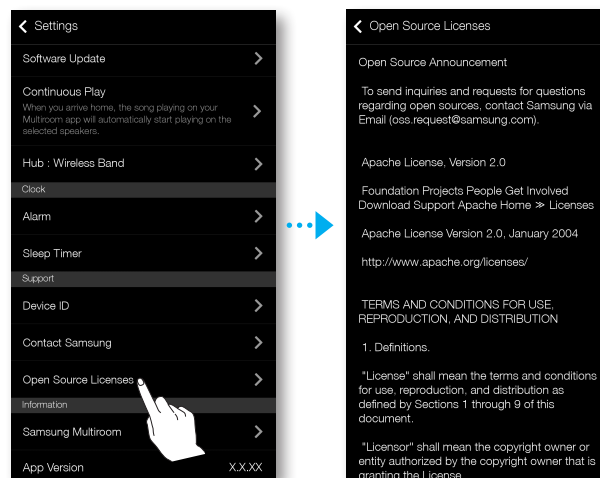 Settings
Software Update
Continuous Play
When you arrive home, the song playing on your
Multiroom app will automatically start playing on the
selected speakers.
Hub : Wireless Band
Clock
Alarm
Sleep Timer
Support
Device ID
Contact Samsung
Open Source Licenses
Information
Samsung Multiroom
App Version X.X.XX
Open Source Licenses
Open Source Announcement
To send inquiries and requests for questions
regarding open sources, contact Samsung via
Email (oss.request@samsung.com).
Apache License, Version 2.0
Foundation Projects People Get Involved
Download Support Apache Home ≫ Licenses
Apache License Version 2.0, January 2004
http://www.apache.org/licenses/
TERMS AND CONDITIONS FOR USE,
REPRODUCTION, AND DISTRIBUTION
1. Definitions.
"License" shall mean the terms and conditions
for use, reproduction, and distribution as
defined by Sections 1 through 9 of this
document.
"Licensor" shall mean the copyright owner or
entity authorized by the copyright owner that is
granting the License.